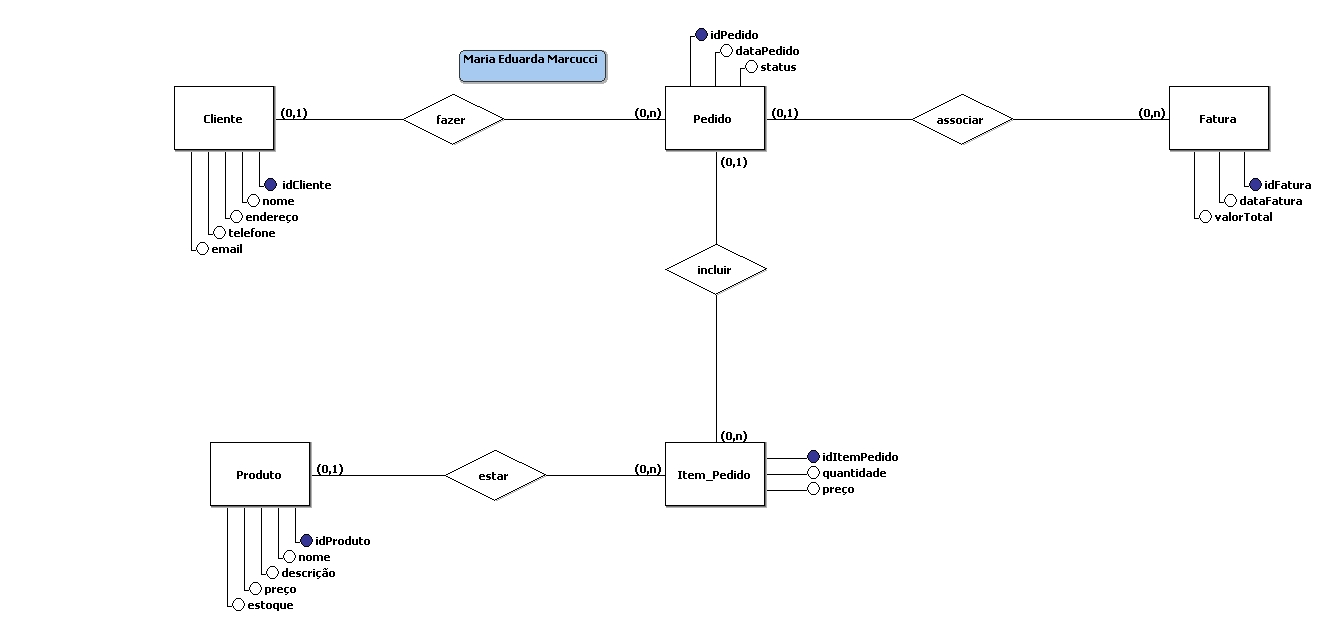 idPedido
dataPedido
status
Maria Eduarda Marcucci
Cliente
(0,1)
fazer
(0,n)
Pedido
(0,1)
associar
(0,n)
Fatura
(0,1)
idCliente
nome
endereço
telefone
email
idFatura
dataFatura
valorTotal
incluir
(0,n)
Produto
(0,1)
estar
(0,n)
Item_Pedido
idItemPedido
quantidade
preço
idProduto
nome
descrição
preço
estoque